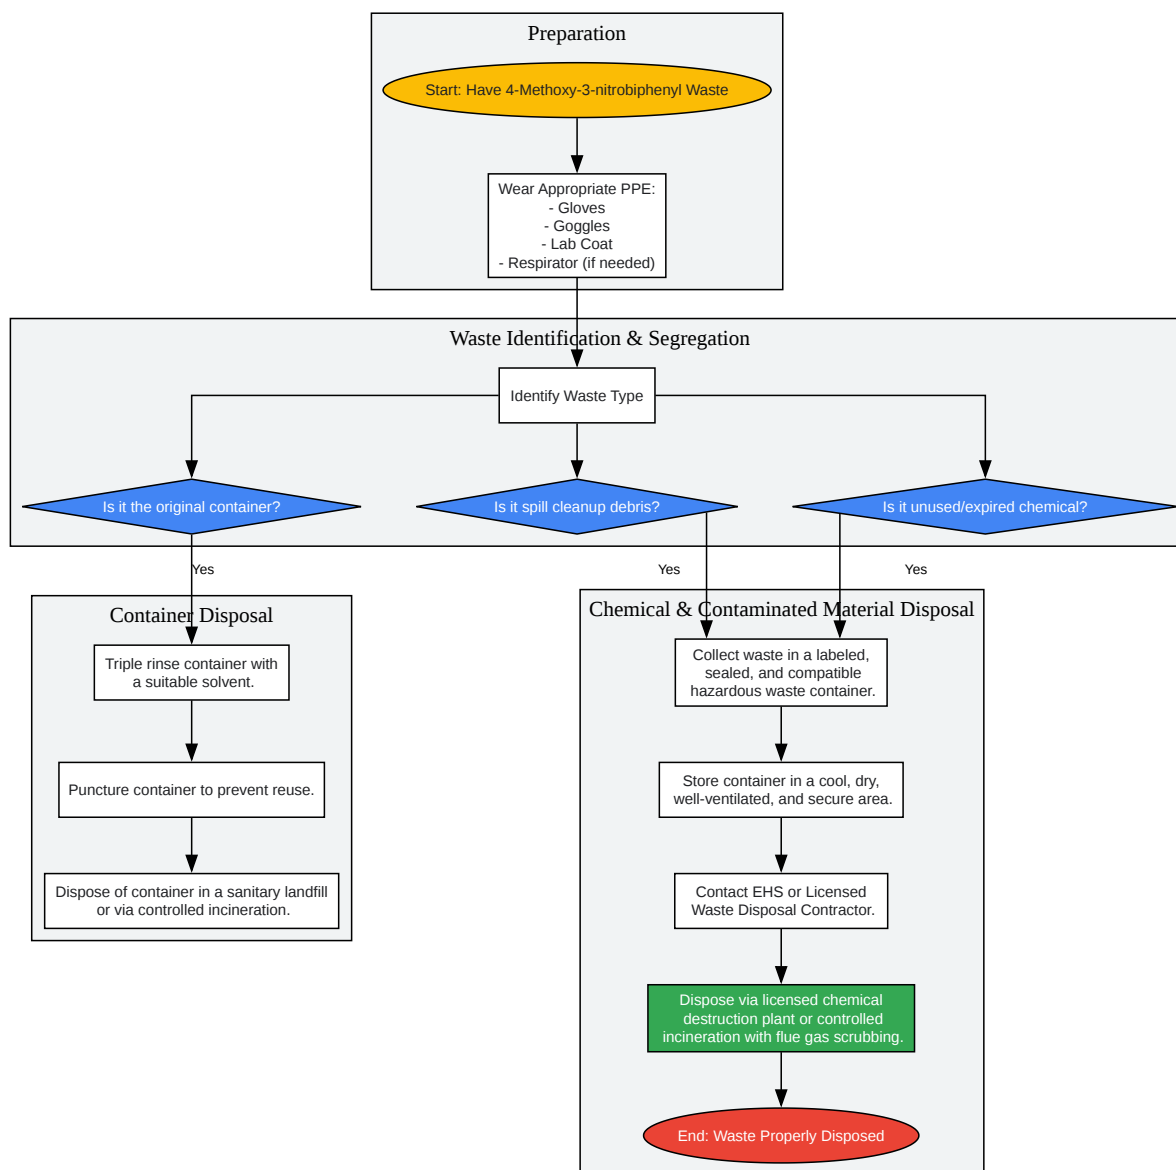 Preparation
Start: Have 4-Methoxy-3-nitrobiphenyl Waste
Wear Appropriate PPE:
- Gloves
- Goggles
- Lab Coat
- Respirator (if needed)
Waste Identification & Segregation
Identify Waste Type
Is it the original container?
Is it spill cleanup debris?
Is it unused/expired chemical?
Yes
Yes
Yes
Container Disposal
Triple rinse container with
a suitable solvent.
Puncture container to prevent reuse.
Dispose of container in a sanitary landfill
or via controlled incineration.
Chemical & Contaminated Material Disposal
Collect waste in a labeled,
sealed, and compatible
hazardous waste container.
Store container in a cool, dry,
well-ventilated, and secure area.
Contact EHS or Licensed
Waste Disposal Contractor.
Dispose via licensed chemical
destruction plant or controlled
incineration with flue gas scrubbing.
End: Waste Properly Disposed